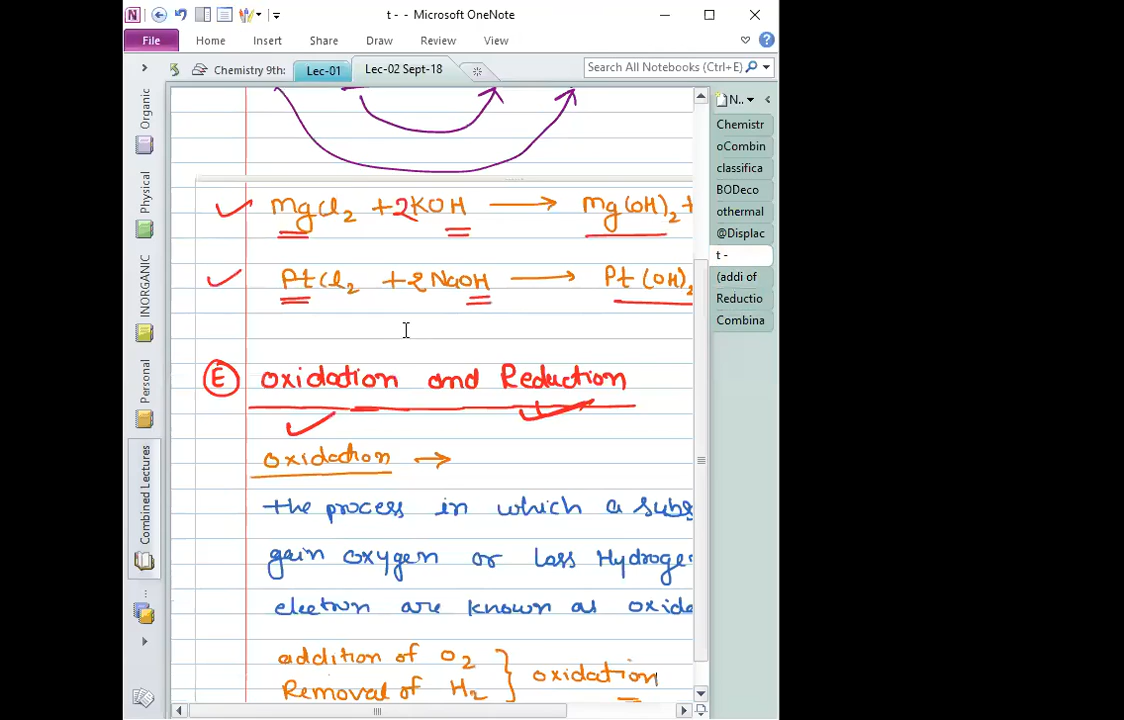 t - - Microsoft OneNote
File Home Insert Share Draw Review View
Chemistry 9th: Lec-01 Lec-02 Sept-18 Search All Notebooks (Ctrl+E)
N..
Organic
Physical
INORGANIC
Personal
Combined Lectures
Chemistr
oCombin
classifica
BODeco
othermal
@Displac
t -
(addi of
Reductio
Combina
MgCl2 + 2KOH → Mg(OH)2 +
PtCl2 + 2NaOH → Pt(OH)2
E oxidation and Reduction
oxidation →
the process in which a subs
gain oxygen or loss Hydroge
eletron are known as oxida
addition of O2
Removal of H2 } oxidation